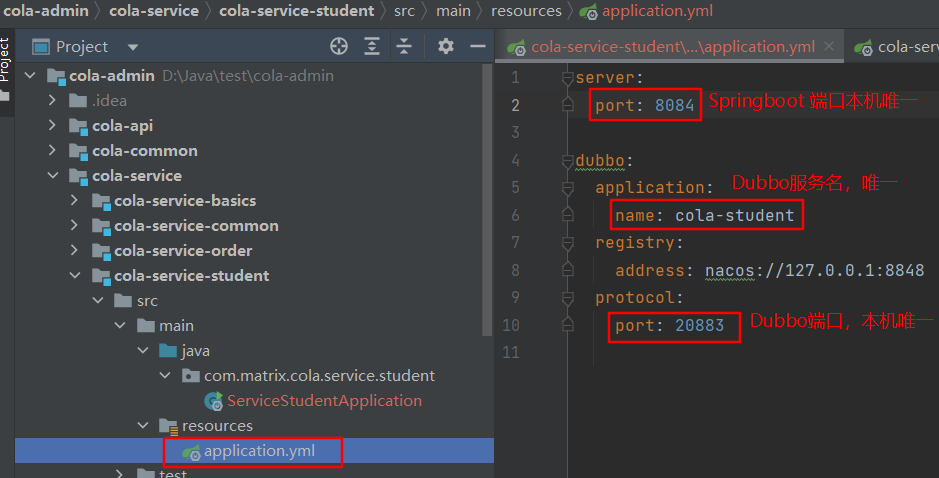 cola-admin 〉 cola-service 〉 cola-service-student 〉 src 〉 main 〉 resources 〉 application.yml
Project
Project
cola-service-student\...\application.yml ×
cola-serv
cola-admin D:\Java\test\cola-admin
.idea
cola-api
cola-common
cola-service
cola-service-basics
cola-service-common
cola-service-order
cola-service-student
src
main
java
com.matrix.cola.service.student
ServiceStudentApplication
resources
application.yml
test
1 server:
2 port: 8084 Springboot 端口本机唯一
3
4 dubbo:
5 application: Dubbo服务名，唯一
6 name: cola-student
7 registry:
8 address: nacos://127.0.0.1:8848
9 protocol:
10 port: 20883 Dubbo端口，本机唯一
11